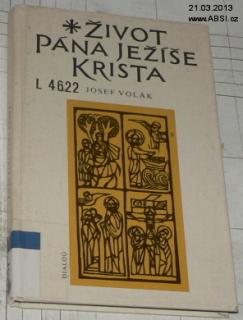 21.03.2013
www.ABSI.cz
*ŽIVOT
PÁNA JEŽÍŠE
KRISTA
L 4622 JOSEF VOLÁK
DIALOG